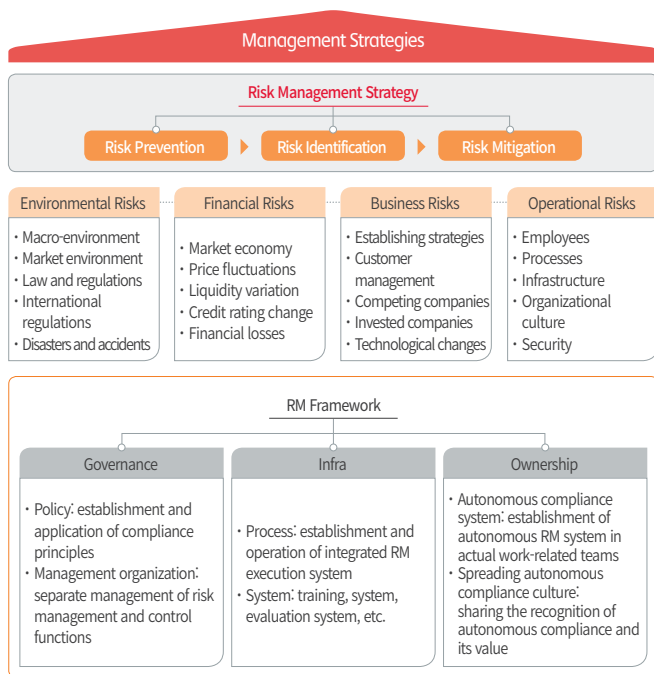 Management Strategies
Risk Management Strategy
Risk Prevention
Risk Identification
Risk Mitigation
Environmental Risks
・Macro-environment
・Market environment
・Law and regulations
・International
regulations
・Disasters and accidents
Financial Risks
・Market economy
・Price fluctuations
・Liquidity variation
・Credit rating change
・Financial losses
Business Risks
・Establishing strategies
・Customer
management
・Competing companies
・Invested companies
・Technological changes
Operational Risks
・Employees
・Processes
・Infrastructure
・Organizational
culture
・Security
RM Framework
Governance
・Policy: establishment and
application of compliance
principles
・Management organization:
separate management of risk
management and control
functions
Infra
・Process: establishment and
operation of integrated RM
execution system
・System: training, system,
evaluation system, etc.
Ownership
・Autonomous compliance
system: establishment of
autonomous RM system in
actual work-related teams
・Spreading autonomous
compliance culture:
sharing the recognition of
autonomous compliance and
its value